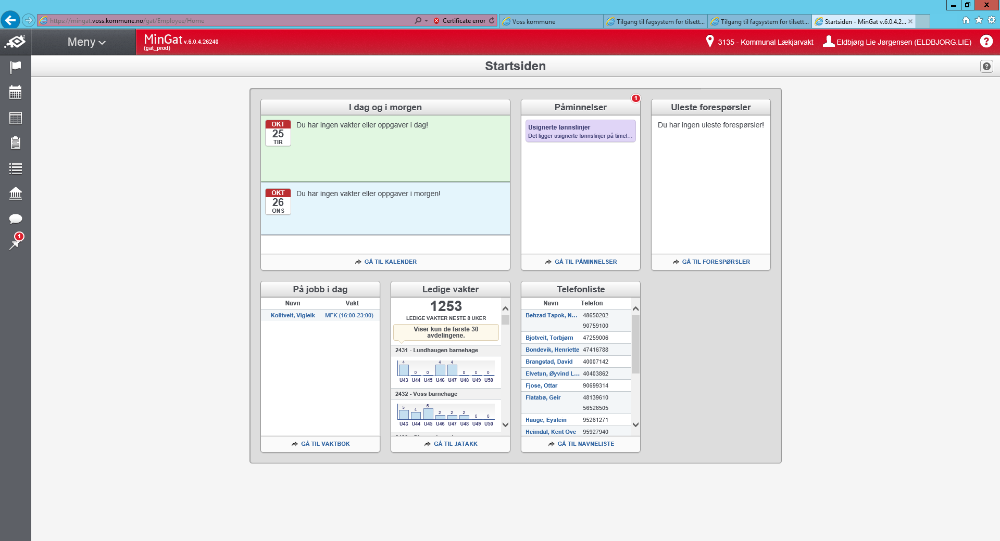 https://mingat.voss.kommune.no/gat/Employee/Home
Certificate error
Voss kommune
Tilgang til fagsystem for tilsett...
Tilgang til fagsystem for tilsett...
Startsiden - MinGat v.6.0.4.2...
Meny
MinGat v.6.0.4.26240
(gat_prod)
3135 - Kommunal Lækjarvakt
Eldbjørg Lie Jørgensen (ELDBJORG.LIE)
?
Startsiden
?
1
I dag og i morgen
OKT
25
TIR
Du har ingen vakter eller oppgaver i dag!
OKT
26
ONS
Du har ingen vakter eller oppgaver i morgen!
GÅ TIL KALENDER
Påminnelser
1
Usignerte lønnslinjer
Det ligger usignerte lønnslinjer på timel...
GÅ TIL PÅMINNELSER
Uleste forespørsler
Du har ingen uleste forespørsler!
GÅ TIL FORESPØRSLER
På jobb i dag
Navn Vakt
Kolltveit, Vigleik MFK (16:00-23:00)
GÅ TIL VAKTBOK
Ledige vakter
1253
LEDIGE VAKTER NESTE 8 UKER
Viser kun de første 30
avdelingene.
2431 - Lundhaugen barnehage
4 0 0 4 4 0 0 0
U43 U44 U45 U46 U47 U48 U49 U50
2432 - Voss barnehage
5 4 6 2 2 2 0 0
U43 U44 U45 U46 U47 U48 U49 U50
GÅ TIL JATAKK
Telefonliste
Navn Telefon
Behzad Tapok, N... 48650202
90759100
Bjotveit, Torbjørn 47259006
Bondevik, Henriette 47416788
Brangstad, David 40007142
Elvetun, Øyvind L... 40403862
Fjose, Ottar 90699314
Flatabø, Geir 48139610
56526505
Hauge, Eystein 95261271
Heimdal, Kent Ove 95927940
GÅ TIL NAVNELISTE